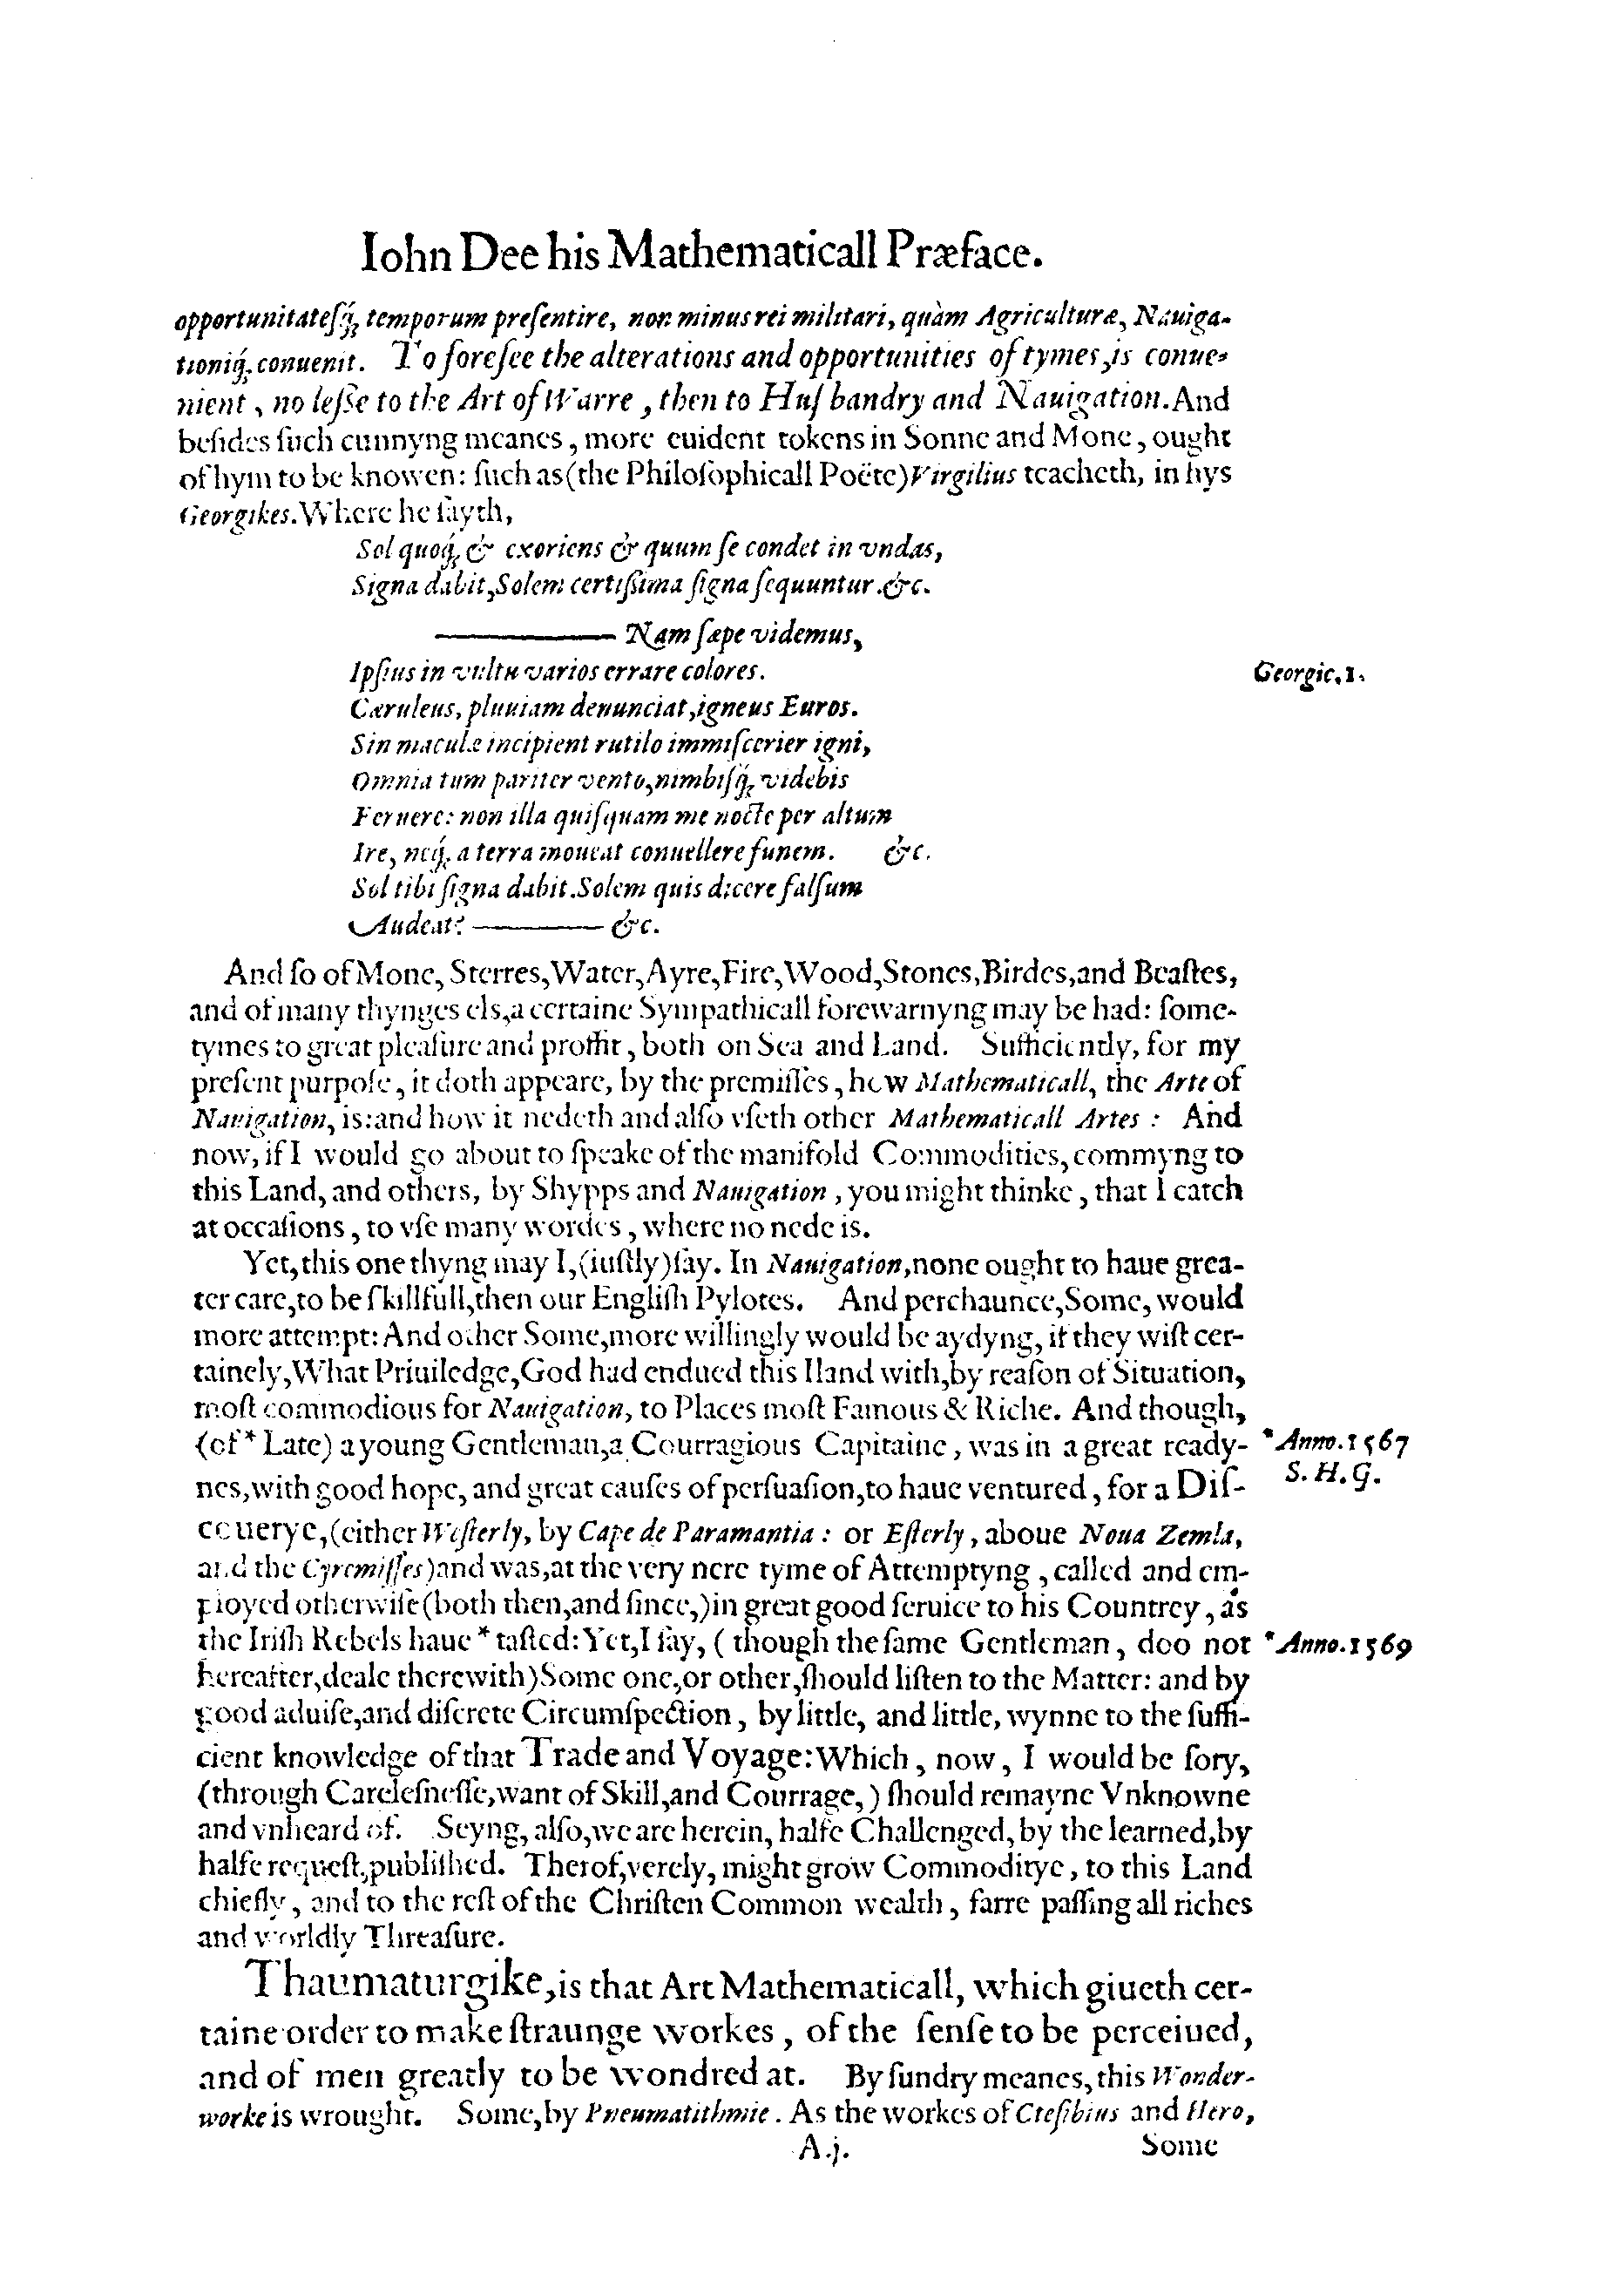 Iohn Dee his Mathematicall Præface.
opportunitateſq́; temporum preſentire, non minus rei militari, quàm Agriculturæ, Nauiga-
tioniq́; conuenit. To foreſee the alterations and opportunities of tymes, is conue-
nient, no leſſe to the Art of Warre, then to Huſbandry and Nauigation. And
beſides ſuch cunnyng meanes, more euident tokens in Sonne and Mone, ought
of hym to be knowen: ſuch as (the Philoſophicall Poëte) Virgilius teacheth, in hys
Georgikes. Where he ſayth,
Sol quoq́; & exoriens & quum ſe condet in vndas,
Signa dabit, Solem certiſsima ſigna ſequuntur. &c.
——— Nam ſæpe videmus,
Ipſius in vultu varios errare colores.
Georgic. 1.
Cæruleus, pluuiam denunciat, igneus Euros.
Sin maculæ incipient rutilo immiſcerier igni,
Omnia tum pariter vento, nimbiſq́; videbis
Feruere: non illa quiſquam me nocte per altum
Ire, neq́; a terra moueat conuellere funem. &c.
Sol tibi ſigna dabit. Solem quis dicere falſum
Audeat? ——— &c.
And ſo of Mone, Sterres, Water, Ayre, Fire, Wood, Stones, Birdes, and Beaſtes,
and of many thynges els, a certaine Sympathicall forewarnyng may be had: ſome-
tymes to great pleaſure and proffit, both on Sea and Land. Sufficiently, for my
preſent purpoſe, it doth appeare, by the premiſſes, how Mathematicall, the Arte of
Nauigation, is: and how it nedeth and alſo vſeth other Mathematicall Artes: And
now, if I would go about to ſpeake of the manifold Commodities, commyng to
this Land, and others, by Shypps and Nauigation, you might thinke, that I catch
at occaſions, to vſe many wordes, where no nede is.
Yet, this one thyng may I, (iuſtly) ſay. In Nauigation, none ought to haue grea-
ter care, to be ſkillfull, then our Engliſh Pylotes. And perchaunce, Some, would
more attempt: And other Some, more willingly would be aydyng, if they wiſt cer-
tainely, What Priuiledge, God had endued this Iland with, by reaſon of Situation,
moſt commodious for Nauigation, to Places moſt Famous & Riche. And though,
(of * Late) a young Gentleman, a Courragious Capitaine, was in a great ready-
*Anno. 1567
S. H. G.
nes, with good hope, and great cauſes of perſuaſion, to haue ventured, for a Diſ-
couerye, (either Weſterly, by Cape de Paramantia: or Eſterly, aboue Noua Zemla,
and the Cyremiſſes) and was, at the very nere tyme of Attemptyng, called and em-
ployed otherwiſe (both then, and ſince,) in great good ſeruice to his Countrey, as
the Iriſh Rebels haue * taſted: Yet, I ſay, (though the ſame Gentleman, doo not
*Anno. 1569
hereafter, deale therewith) Some one, or other, ſhould liſten to the Matter: and by
good aduiſe, and diſcrete Circumſpection, by little, and little, wynne to the ſuffi-
cient knowledge of that Trade and Voyage: Which, now, I would be ſory,
(through Careleſneſſe, want of Skill, and Courrage,) ſhould remayne Vnknowne
and vnheard of. Seyng, alſo, we are herein, halfe Challenged, by the learned, by
halfe requeſt, publiſhed. Therof, verely, might grow Commoditye, to this Land
chiefly, and to the reſt of the Chriſten Common wealth, farre paſſing all riches
and worldly Threaſure.
Thaumaturgike, is that Art Mathematicall, which giueth cer-
taine order to make ſtraunge workes, of the ſenſe to be perceiued,
and of men greatly to be wondred at. By ſundry meanes, this Wonder-
worke is wrought. Some, by Pneumatithmie. As the workes of Cteſibius and Hero,
A.j.
Some